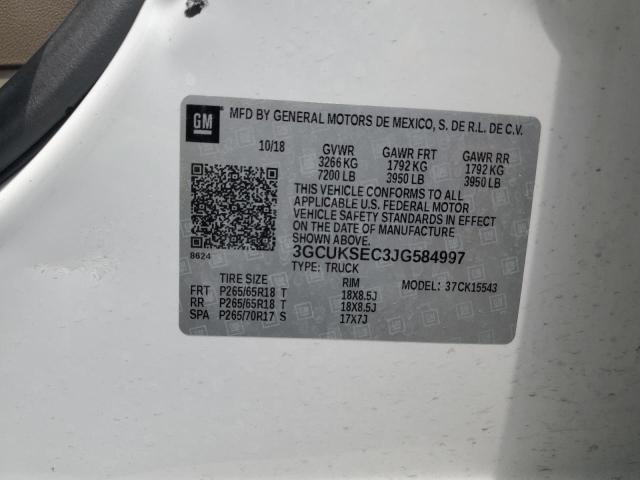 GM
MFD BY GENERAL MOTORS DE MEXICO, S. DE R.L. DE C.V.
10/18 GVWR GAWR FRT GAWR RR
3266 KG 1792 KG 1792 KG
7200 LB 3950 LB 3950 LB
THIS VEHICLE CONFORMS TO ALL
APPLICABLE U.S. FEDERAL MOTOR
VEHICLE SAFETY STANDARDS IN EFFECT
ON THE DATE OF MANUFACTURE
SHOWN ABOVE.
8624 3GCUKSEC3JG584997
TYPE: TRUCK
TIRE SIZE RIM MODEL: 37CK15543
FRT P265/65R18 T 18X8.5J
RR P265/65R18 T 18X8.5J
SPA P265/70R17 S 17X7J